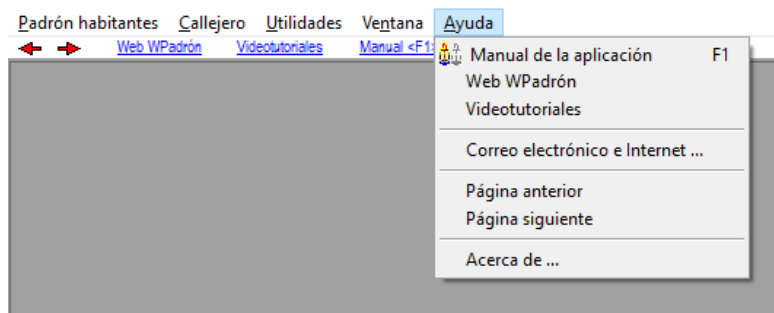 Padrón habitantes Callejero Utilidades Ventana Ayuda
Web WPadrón Videotutoriales Manual <F1>
Manual de la aplicación F1
Web WPadrón
Videotutoriales
Correo electrónico e Internet ...
Página anterior
Página siguiente
Acerca de ...